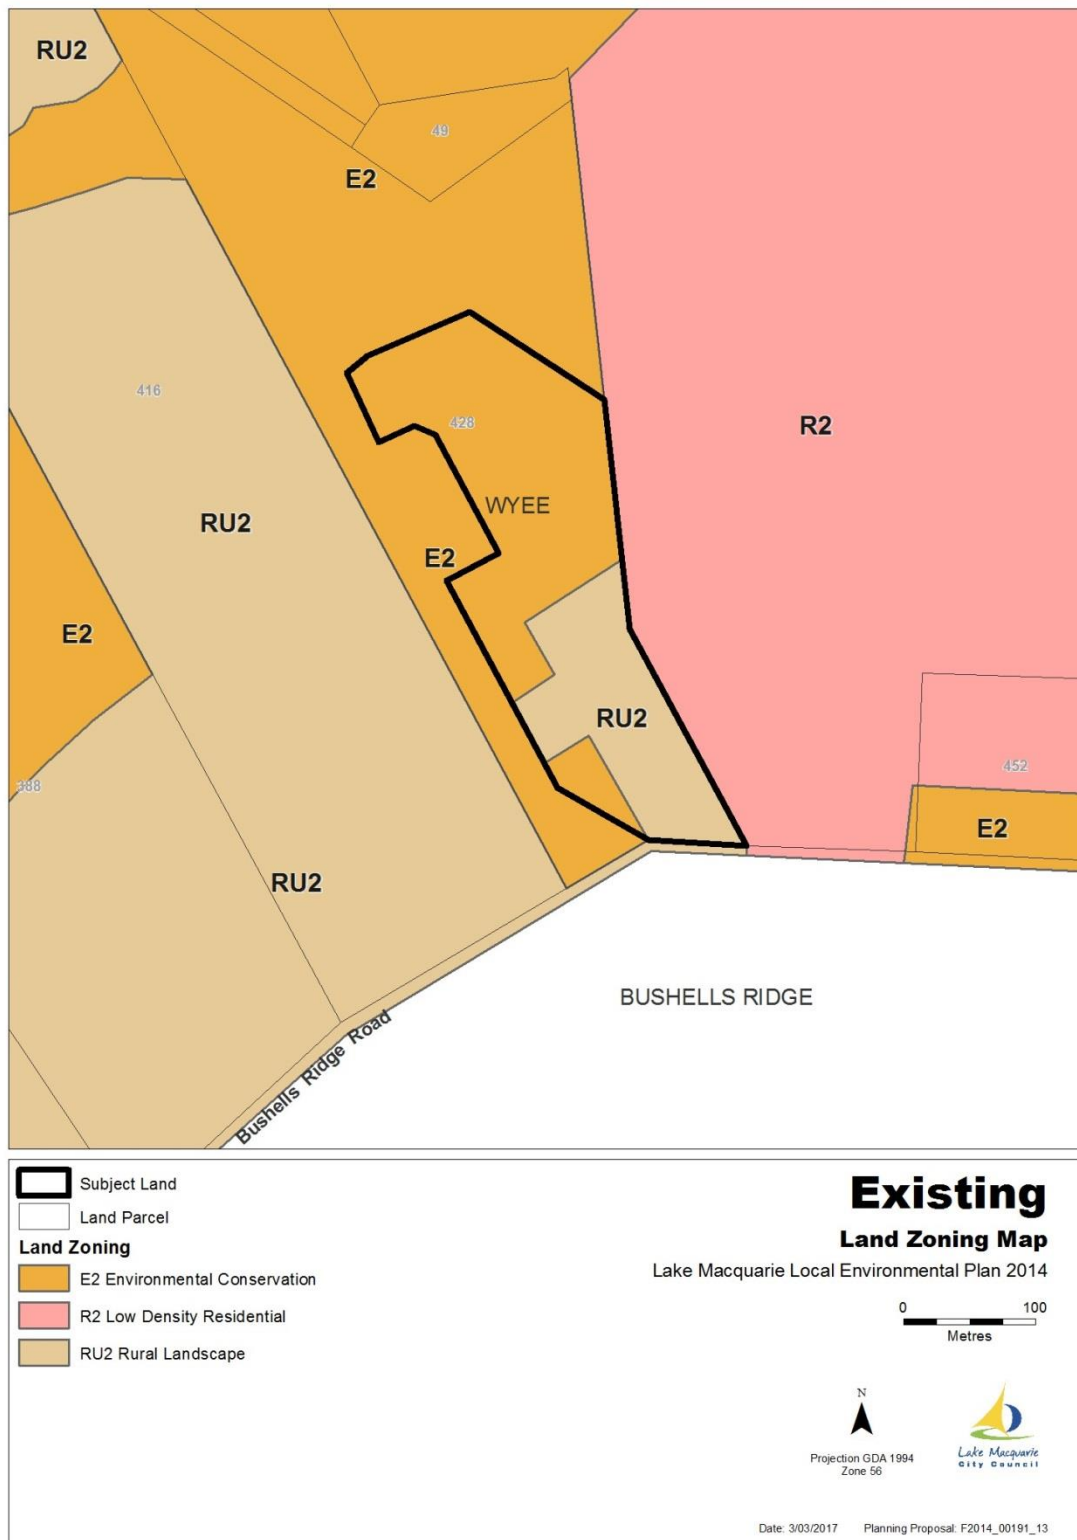 RU2
49
E2
416
R2
428
WYEE
RU2
E2
E2
RU2
452
388
E2
RU2
BUSHELLS RIDGE
Bushells Ridge Road
Subject Land
Land Parcel
Land Zoning
E2 Environmental Conservation
R2 Low Density Residential
RU2 Rural Landscape
Existing
Land Zoning Map
Lake Macquarie Local Environmental Plan 2014
0 100
Metres
N
Projection GDA 1994
Zone 56
Lake Macquarie
City Council
Date: 3/03/2017 Planning Proposal: F2014_00191_13